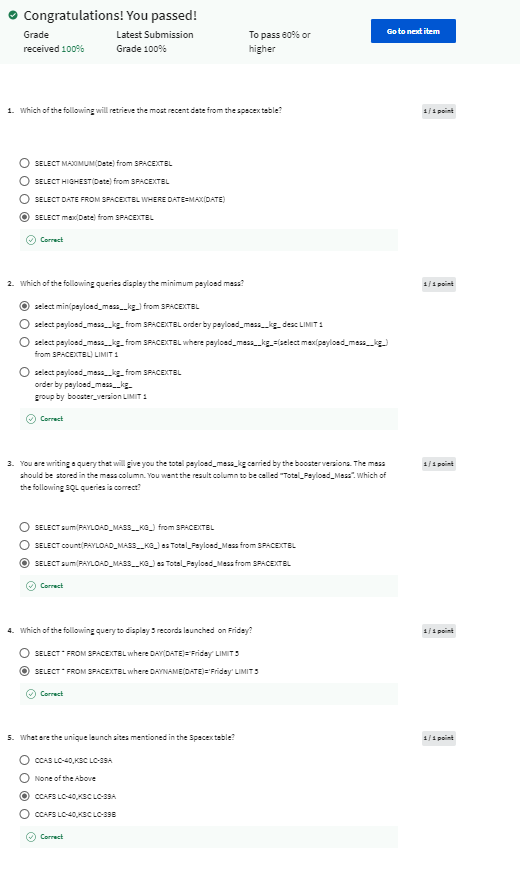 Congratulations! You passed!
Grade received 100%
Latest Submission Grade 100%
To pass 60% or higher
Go to next item
1. Which of the following will retrieve the most recent date from the spacex table?
1 / 1 point
SELECT MAXIMUM(Date) from SPACEXTBL
SELECT HIGHEST(Date) from SPACEXTBL
SELECT DATE FROM SPACEXTBL WHERE DATE=MAX(DATE)
SELECT max(Date) from SPACEXTBL
Correct
2. Which of the following queries display the minimum payload mass?
1 / 1 point
select min(payload_mass__kg_) from SPACEXTBL
select payload_mass__kg_ from SPACEXTBL order by payload_mass__kg_ desc LIMIT 1
select payload_mass__kg_ from SPACEXTBL where payload_mass__kg_=(select max(payload_mass__kg_)
from SPACEXTBL) LIMIT 1
select payload_mass__kg_ from SPACEXTBL
order by payload_mass__kg_
group by booster_version LIMIT 1
Correct
3. You are writing a query that will give you the total payload_mass_kg carried by the booster versions. The mass
1 / 1 point
should be stored in the mass column. You want the result column to be called "Total_Payload_Mass". Which of
the following SQL queries is correct?
SELECT sum(PAYLOAD_MASS__KG_) from SPACEXTBL
SELECT count(PAYLOAD_MASS__KG_) as Total_Payload_Mass from SPACEXTBL
SELECT sum(PAYLOAD_MASS__KG_) as Total_Payload_Mass from SPACEXTBL
Correct
4. Which of the following query to display 5 records launched on Friday?
1 / 1 point
SELECT * FROM SPACEXTBL where DAY(DATE)='Friday' LIMIT 5
SELECT * FROM SPACEXTBL where DAYNAME(DATE)='Friday' LIMIT 5
Correct
5. What are the unique launch sites mentioned in the Spacex table?
1 / 1 point
CCAS LC-40,KSC LC-39A
None of the Above
CCAFS LC-40,KSC LC-39A
CCAFS LC-40,KSC LC-39B
Correct